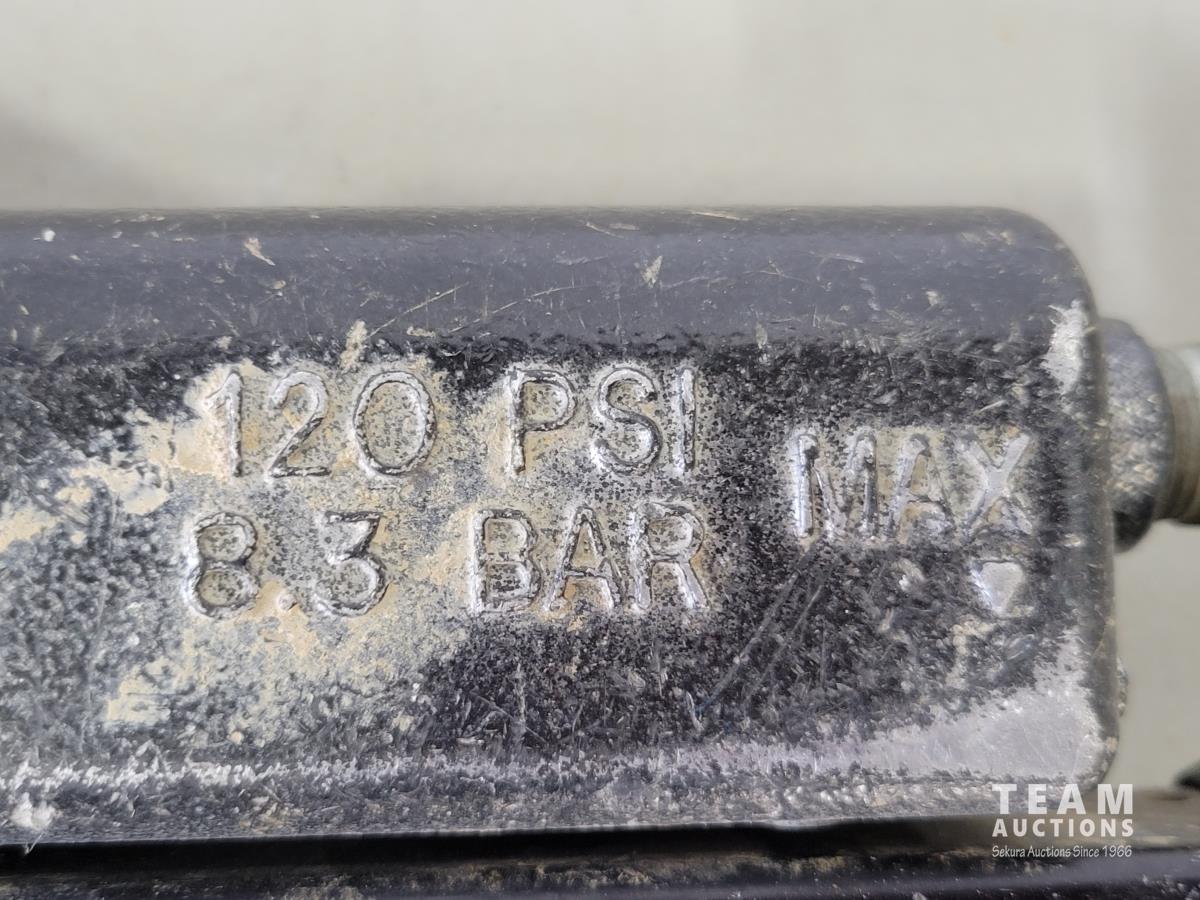 120 PSI
8.3 BAR
MAX
TEAM
AUCTIONS
Sekura Auctions Since 1966